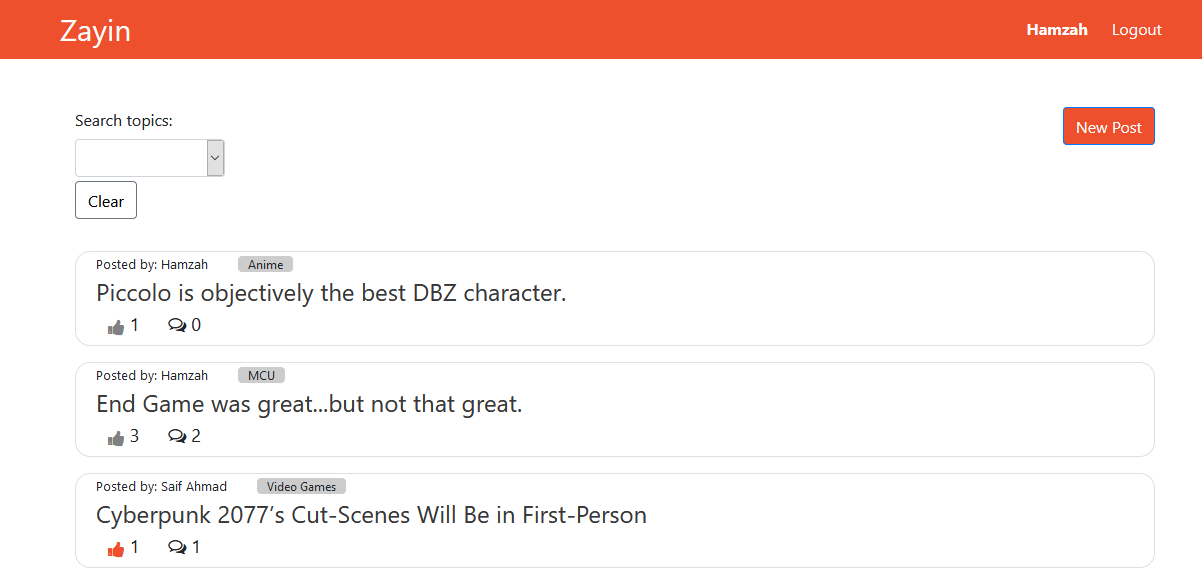 Zayin
Hamzah Logout
Search topics:
New Post
Clear
Posted by: Hamzah Anime
Piccolo is objectively the best DBZ character.
1 0
Posted by: Hamzah MCU
End Game was great...but not that great.
3 2
Posted by: Saif Ahmad Video Games
Cyberpunk 2077’s Cut-Scenes Will Be in First-Person
1 1